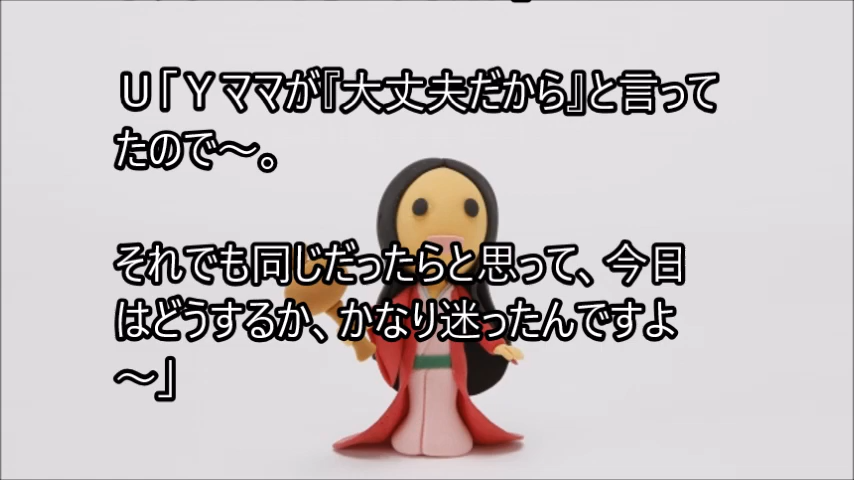 U「Yママが『大丈夫だから』と言って
たので～。
それでも同じだったらと思って、今日
はどうするか、かなり迷ったんですよ
～」